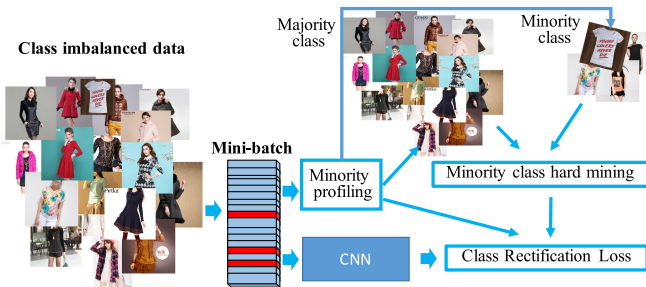 Class imbalanced data
Majority
class
Minority
class
Mini-batch
Minority
profiling
Minority class hard mining
CNN
Class Rectification Loss